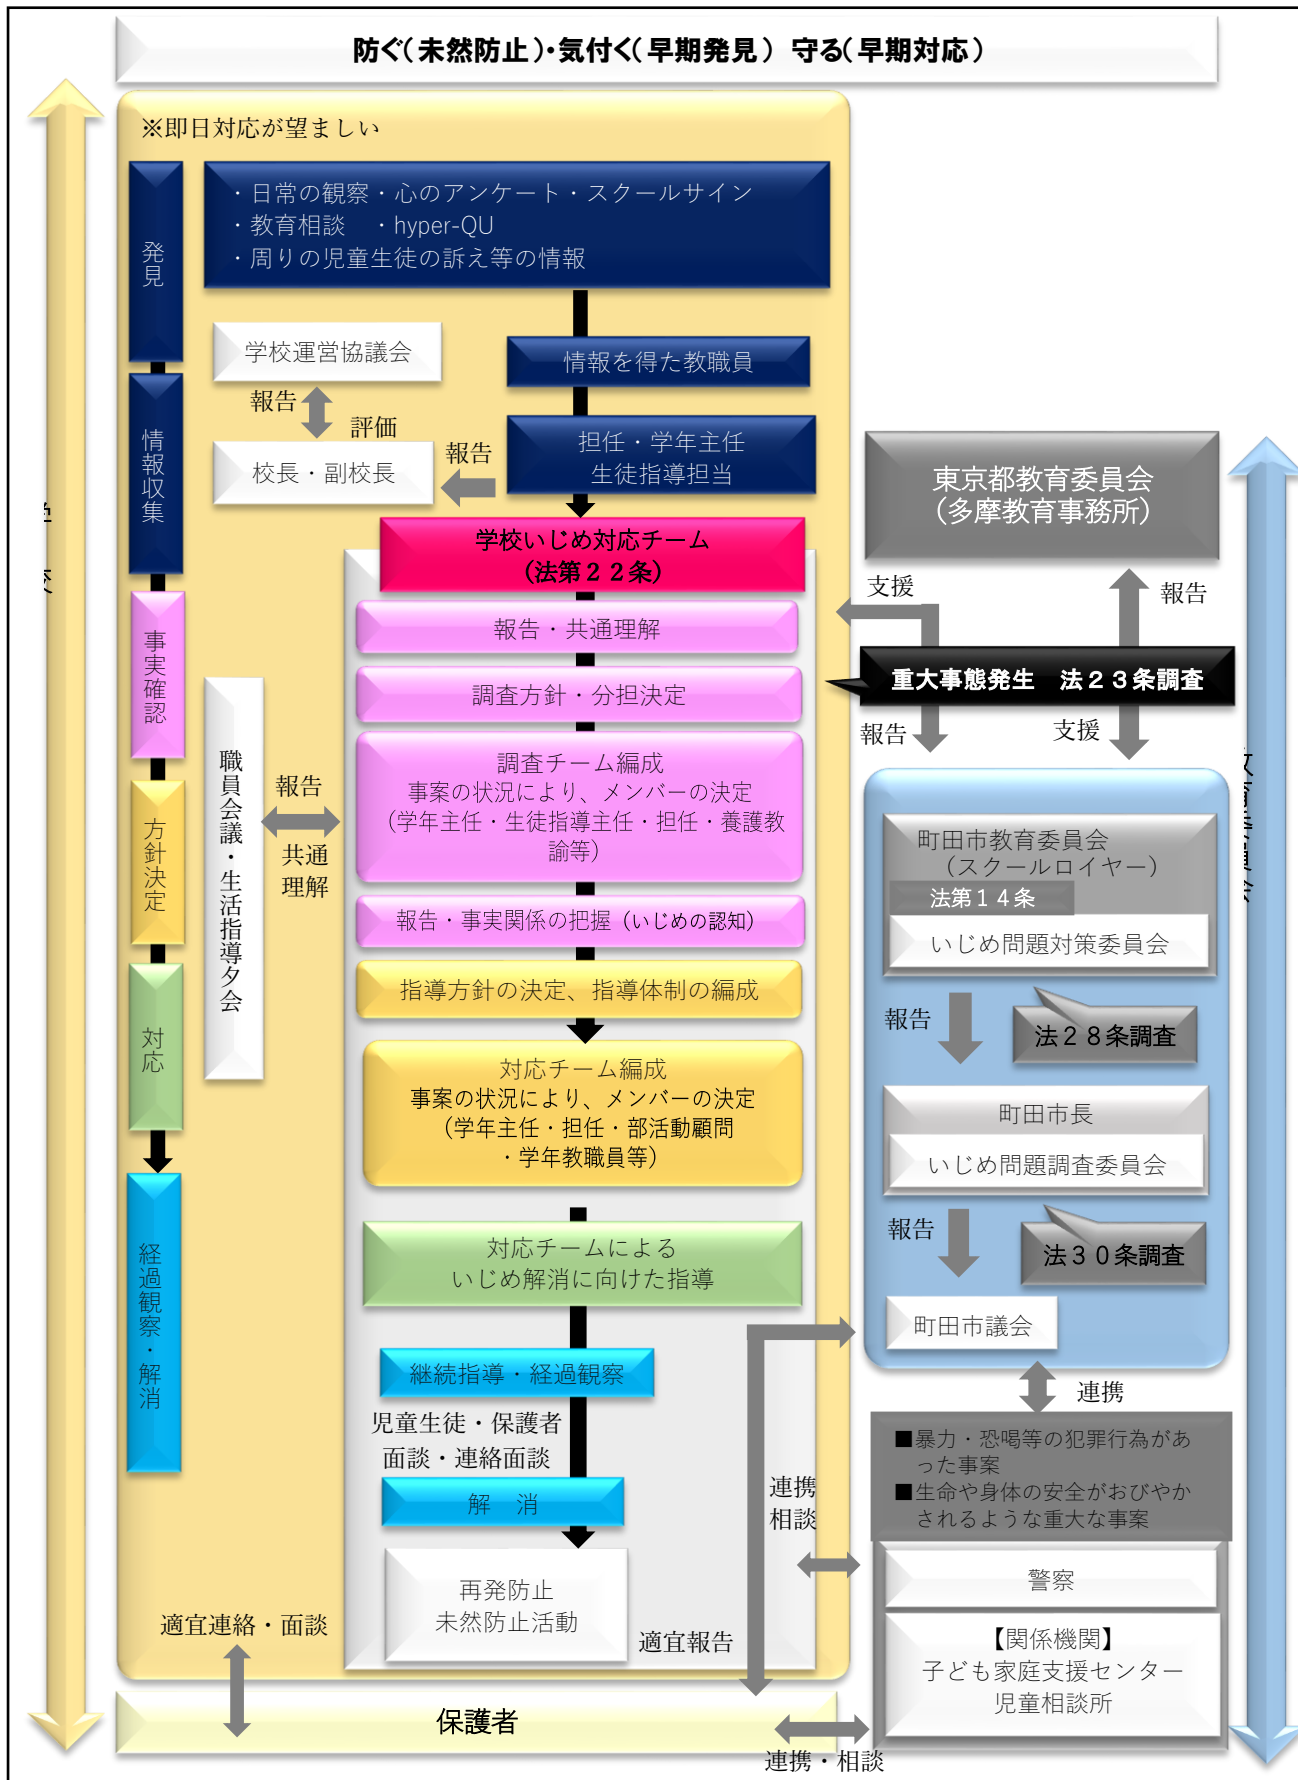 防ぐ(未然防止)・気付く(早期発見) 守る(早期対応)
※即日対応が望ましい
発見
・日常の観察・心のアンケート・スクールサイン
・教育相談　・hyper-QU
・周りの児童生徒の訴え等の情報
学校運営協議会
情報を得た教職員
報告
評価
情報収集
校長・副校長
報告
担任・学年主任
生徒指導担当
学校いじめ対応チーム
(法第２２条)
事実確認
報告・共通理解
調査方針・分担決定
調査チーム編成
事案の状況により、メンバーの決定
(学年主任・生徒指導主任・担任・養護教
諭等)
職員会議・生活指導夕会
報告
共通
理解
報告・事実関係の把握（いじめの認知）
方針決定
指導方針の決定、指導体制の編成
対応チーム編成
事案の状況により、メンバーの決定
(学年主任・担任・部活動顧問
・学年教職員等)
対応
対応チームによる
いじめ解消に向けた指導
経過観察・解消
継続指導・経過観察
児童生徒・保護者
面談・連絡面談
解　消
再発防止
未然防止活動
適宜連絡・面談
適宜報告
保護者
連携・相談
連携
相談
東京都教育委員会
(多摩教育事務所)
支援
報告
重大事態発生　法２３条調査
報告
支援
町田市教育委員会
(スクールロイヤー)
法第１４条
いじめ問題対策委員会
報告
法２８条調査
町田市長
いじめ問題調査委員会
報告
法３０条調査
町田市議会
連携
■暴力・恐喝等の犯罪行為があ
った事案
■生命や身体の安全がおびやか
されるような重大な事案
警察
【関係機関】
子ども家庭支援センター
児童相談所